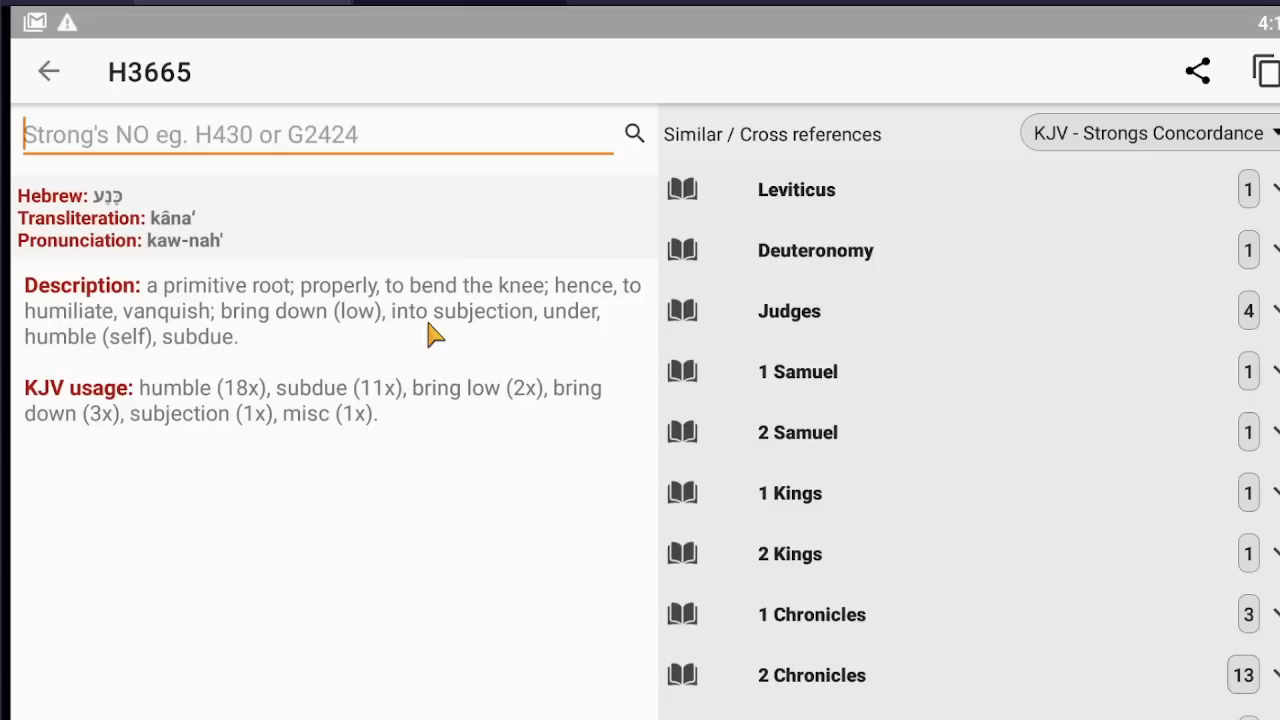 4:1
H3665
Strong's NO eg. H430 or G2424
Hebrew: כָּנַע
Transliteration: kânaʻ
Pronunciation: kaw-nah'
Description: a primitive root; properly, to bend the knee; hence, to
humiliate, vanquish; bring down (low), into subjection, under,
humble (self), subdue.
KJV usage: humble (18x), subdue (11x), bring low (2x), bring
down (3x), subjection (1x), misc (1x).
Similar / Cross references
KJV - Strongs Concordance
Leviticus 1
Deuteronomy 1
Judges 4
1 Samuel 1
2 Samuel 1
1 Kings 1
2 Kings 1
1 Chronicles 3
2 Chronicles 13